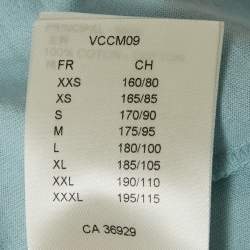 VCCM09
FR CH
XXS 160/80
XS 165/85
S 170/90
M 175/95
L 180/100
XL 185/105
XXL 190/110
XXXL 195/115
CA 36929